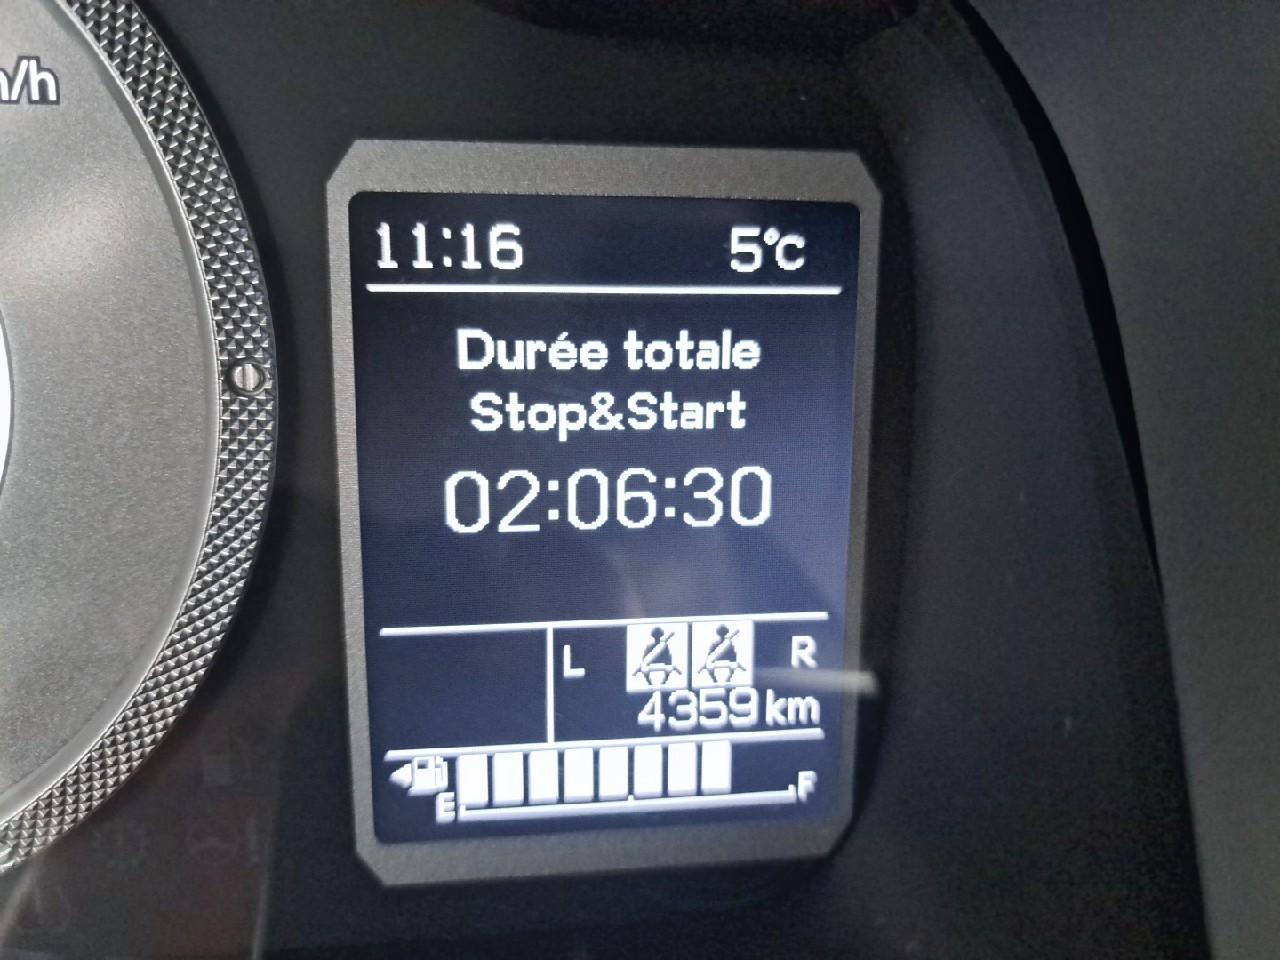 m/h
11:16 5°C
Durée totale
Stop&Start
02:06:30
L R
4359 km
E F